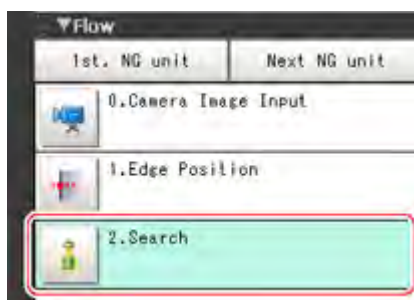 ▼Flow
1st. NG unit
Next NG unit
0.Camera Image Input
1.Edge Position
2.Search